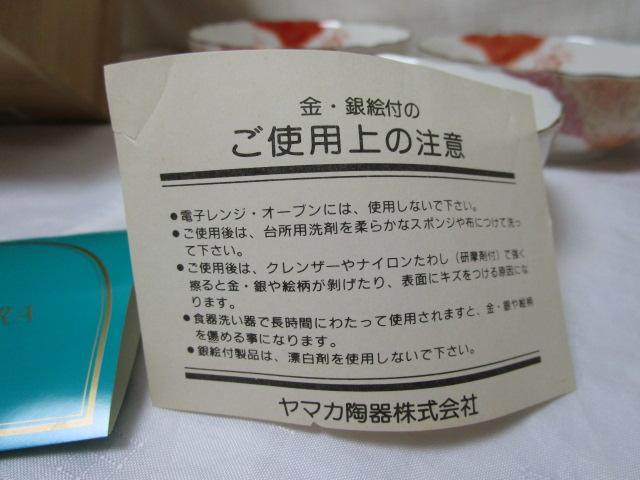 金・銀絵付の
ご使用上の注意
●電子レンジ・オーブンには、使用しないで下さい。
●ご使用後は、台所用洗剤を柔らかなスポンジや布につけて洗っ
て下さい。
●ご使用後は、クレンザーやナイロンたわし（研摩剤付）で強く
擦ると金・銀や絵柄が剝げたり、表面にキズをつける原因にな
ります。
●食器洗い器で長時間にわたって使用されますと、金・銀や絵柄
を傷める事になります。
●銀絵付製品は、漂白剤を使用しないで下さい。
ヤマカ陶器株式会社
RA